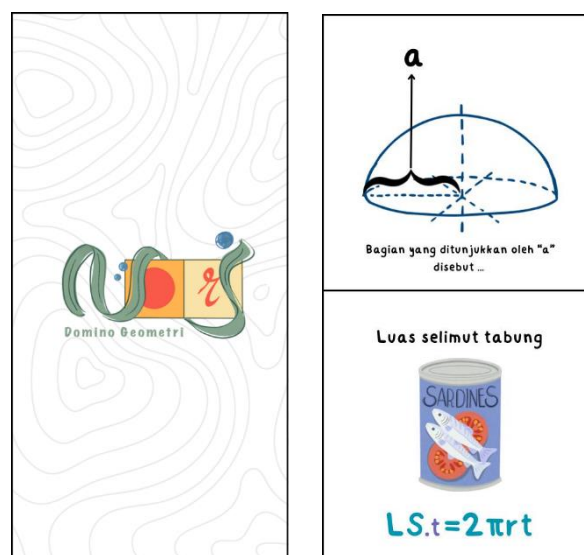 Domino Geometri
a
Bagian yang ditunjukkan oleh "a"
disebut ...
Luas selimut tabung
SARDINES
LS.t=2πrt